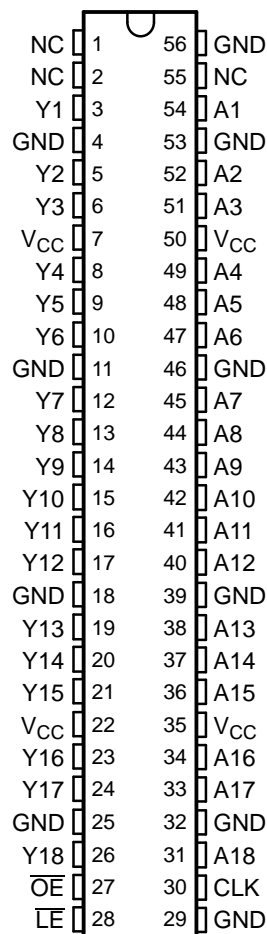 NC 1 56 GND
NC 2 55 NC
Y1 3 54 A1
GND 4 53 GND
Y2 5 52 A2
Y3 6 51 A3
VCC 7 50 VCC
Y4 8 49 A4
Y5 9 48 A5
Y6 10 47 A6
GND 11 46 GND
Y7 12 45 A7
Y8 13 44 A8
Y9 14 43 A9
Y10 15 42 A10
Y11 16 41 A11
Y12 17 40 A12
GND 18 39 GND
Y13 19 38 A13
Y14 20 37 A14
Y15 21 36 A15
VCC 22 35 VCC
Y16 23 34 A16
Y17 24 33 A17
GND 25 32 GND
Y18 26 31 A18
O̅E̅ 27 30 CLK
L̅E̅ 28 29 GND